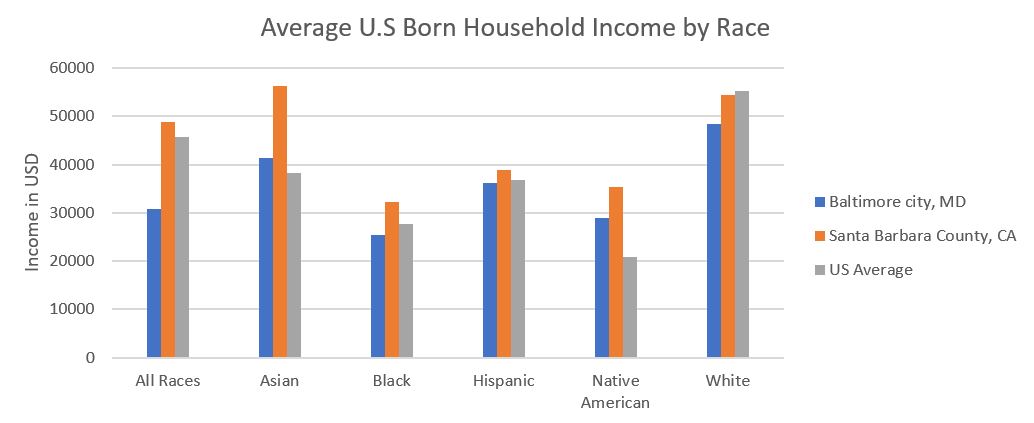 Average U.S Born Household Income by Race
Income in USD
60000
50000
40000
30000
20000
10000
0
All Races
Asian
Black
Hispanic
Native
American
White
Baltimore city, MD
Santa Barbara County, CA
US Average